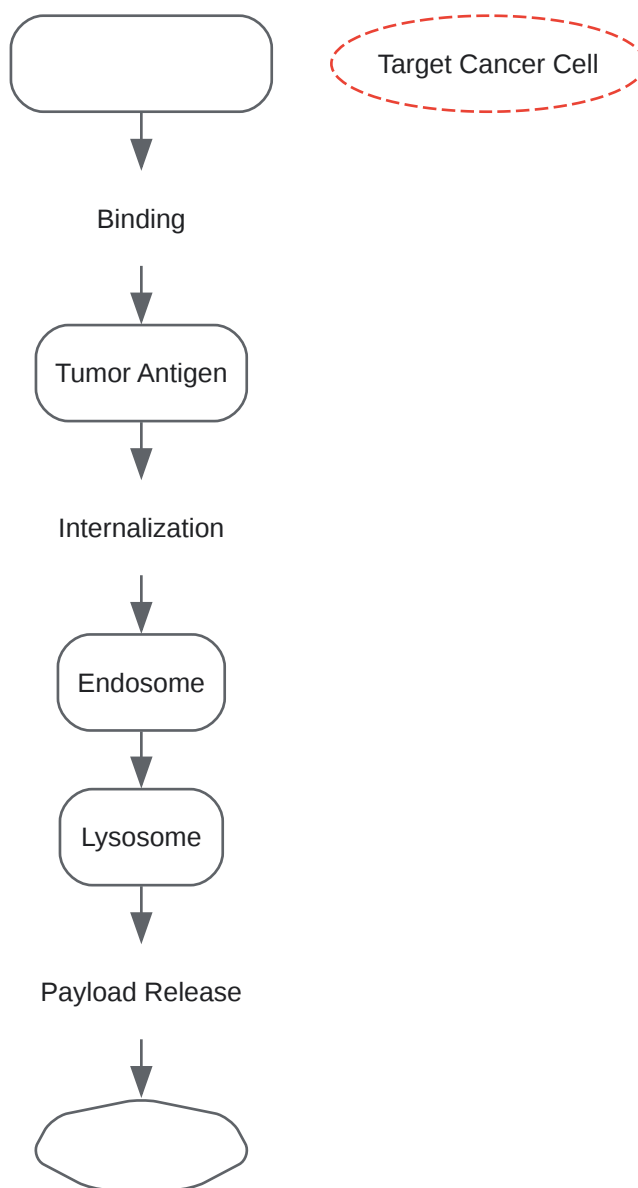 Target Cancer Cell
Binding
Tumor Antigen
Internalization
Endosome
Lysosome
Payload Release